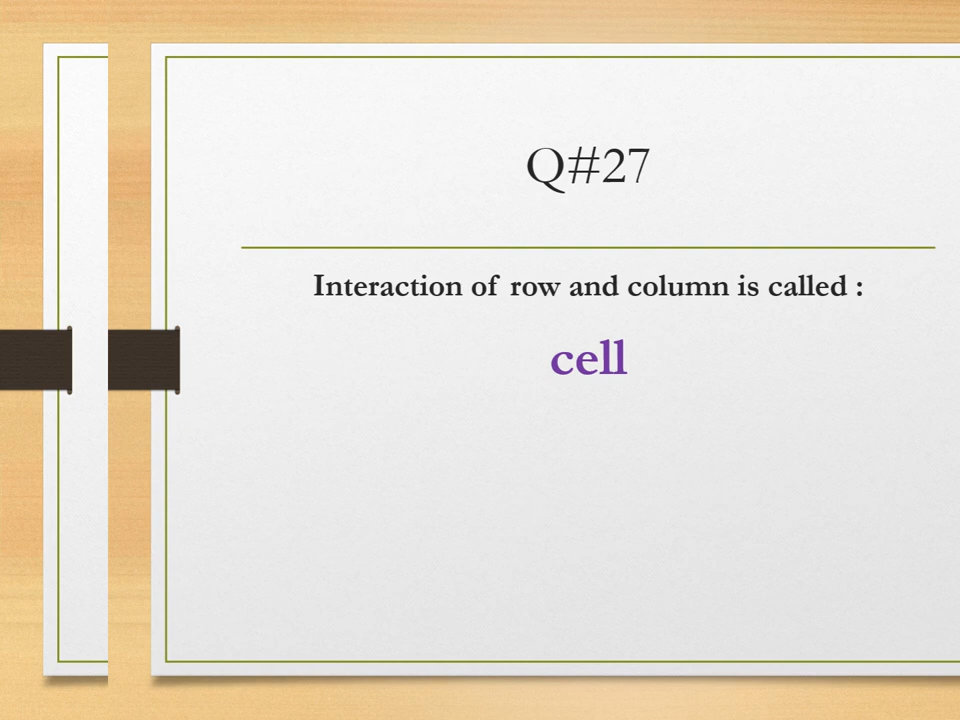 Q#27
Interaction of row and column is called :
cell